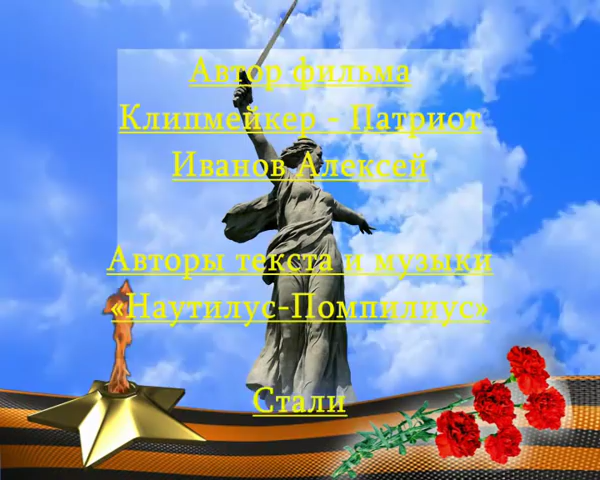 Автор фильма
Клипмейкер - Патриот
Иванов Алексей
Авторы текста и музыки
«Наутилус-Помпилиус»
Стали